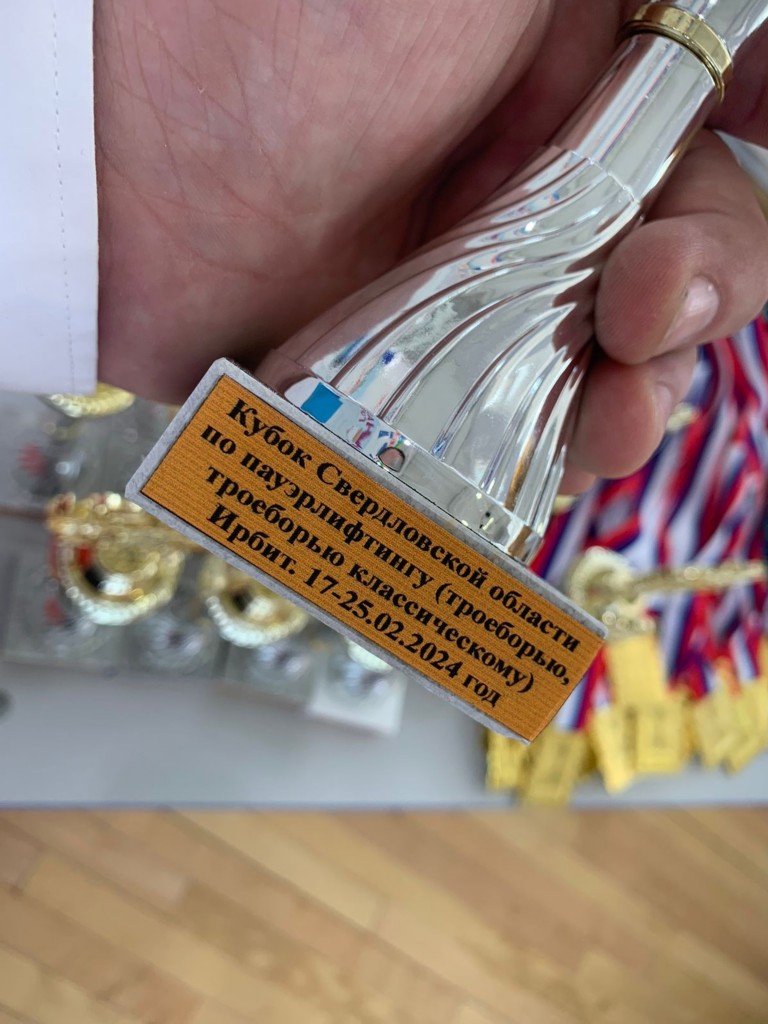 Кубок Свердловской области
по пауэрлифтингу (троеборью,
троеборью классическому)
Ирбит. 17-25.02.2024 год